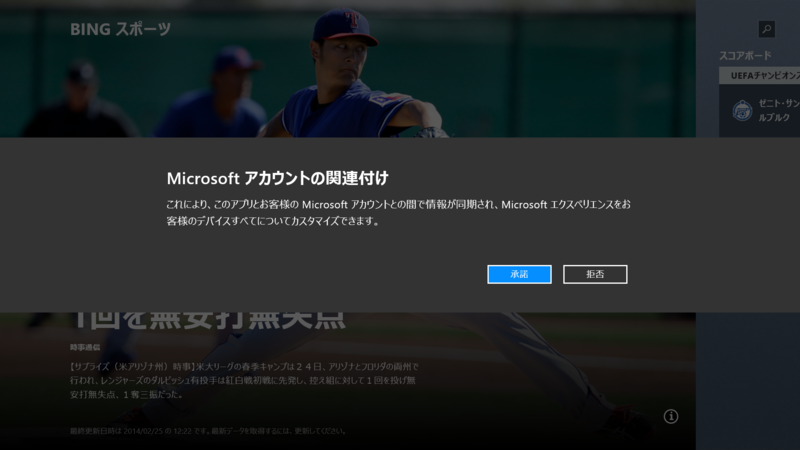 BING スポーツ
スコアボード
UEFAチャンピオンズ
ゼニト・サン
ルブルク
Microsoft アカウントの関連付け
これにより、このアプリとお客様の Microsoft アカウントとの間で情報が同期され、Microsoft エクスペリエンスをお
客様のデバイスすべてについてカスタマイズできます。
承諾
拒否
1回を無安打無失点
時事通信
【サプライズ（米アリゾナ州）時事】米大リーグの春季キャンプは２４日、アリゾナとフロリダの両州で
行われ、レンジャーズのダルビッシュ有投手は紅白戦初戦に先発し、控え組に対して１回を投げ無
安打無失点、１奪三振だった。
最終更新日時は 2014/02/25 の 12:22 です。最新データを取得するには、更新してください。